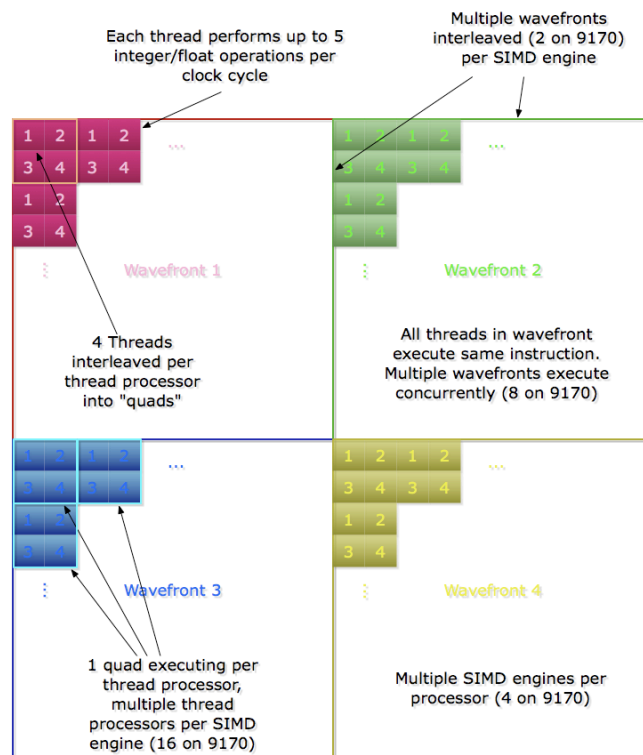 Each thread performs up to 5
integer/float operations per
clock cycle
Multiple wavefronts
interleaved (2 on 9170)
per SIMD engine
1 2 1 2 ...
3 4 3 4
1 2
3 4
⋮ Wavefront 1
4 Threads
interleaved per
thread processor
into "quads"
1 2 1 2 ...
3 4 3 4
1 2
3 4
⋮ Wavefront 2
All threads in wavefront
execute same instruction.
Multiple wavefronts execute
concurrently (8 on 9170)
1 2 1 2 ...
3 4 3 4
1 2
3 4
⋮ Wavefront 3
1 quad executing per
thread processor,
multiple thread
processors per SIMD
engine (16 on 9170)
1 2 1 2 ...
3 4 3 4
1 2
3 4
⋮ Wavefront 4
Multiple SIMD engines per
processor (4 on 9170)